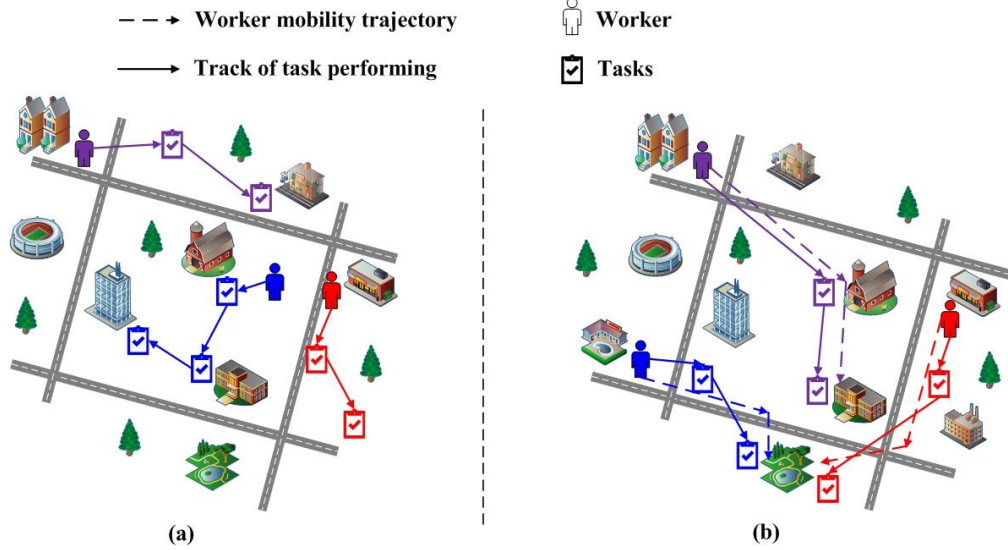 Worker mobility trajectory
Worker
Track of task performing
Tasks
(a)
(b)